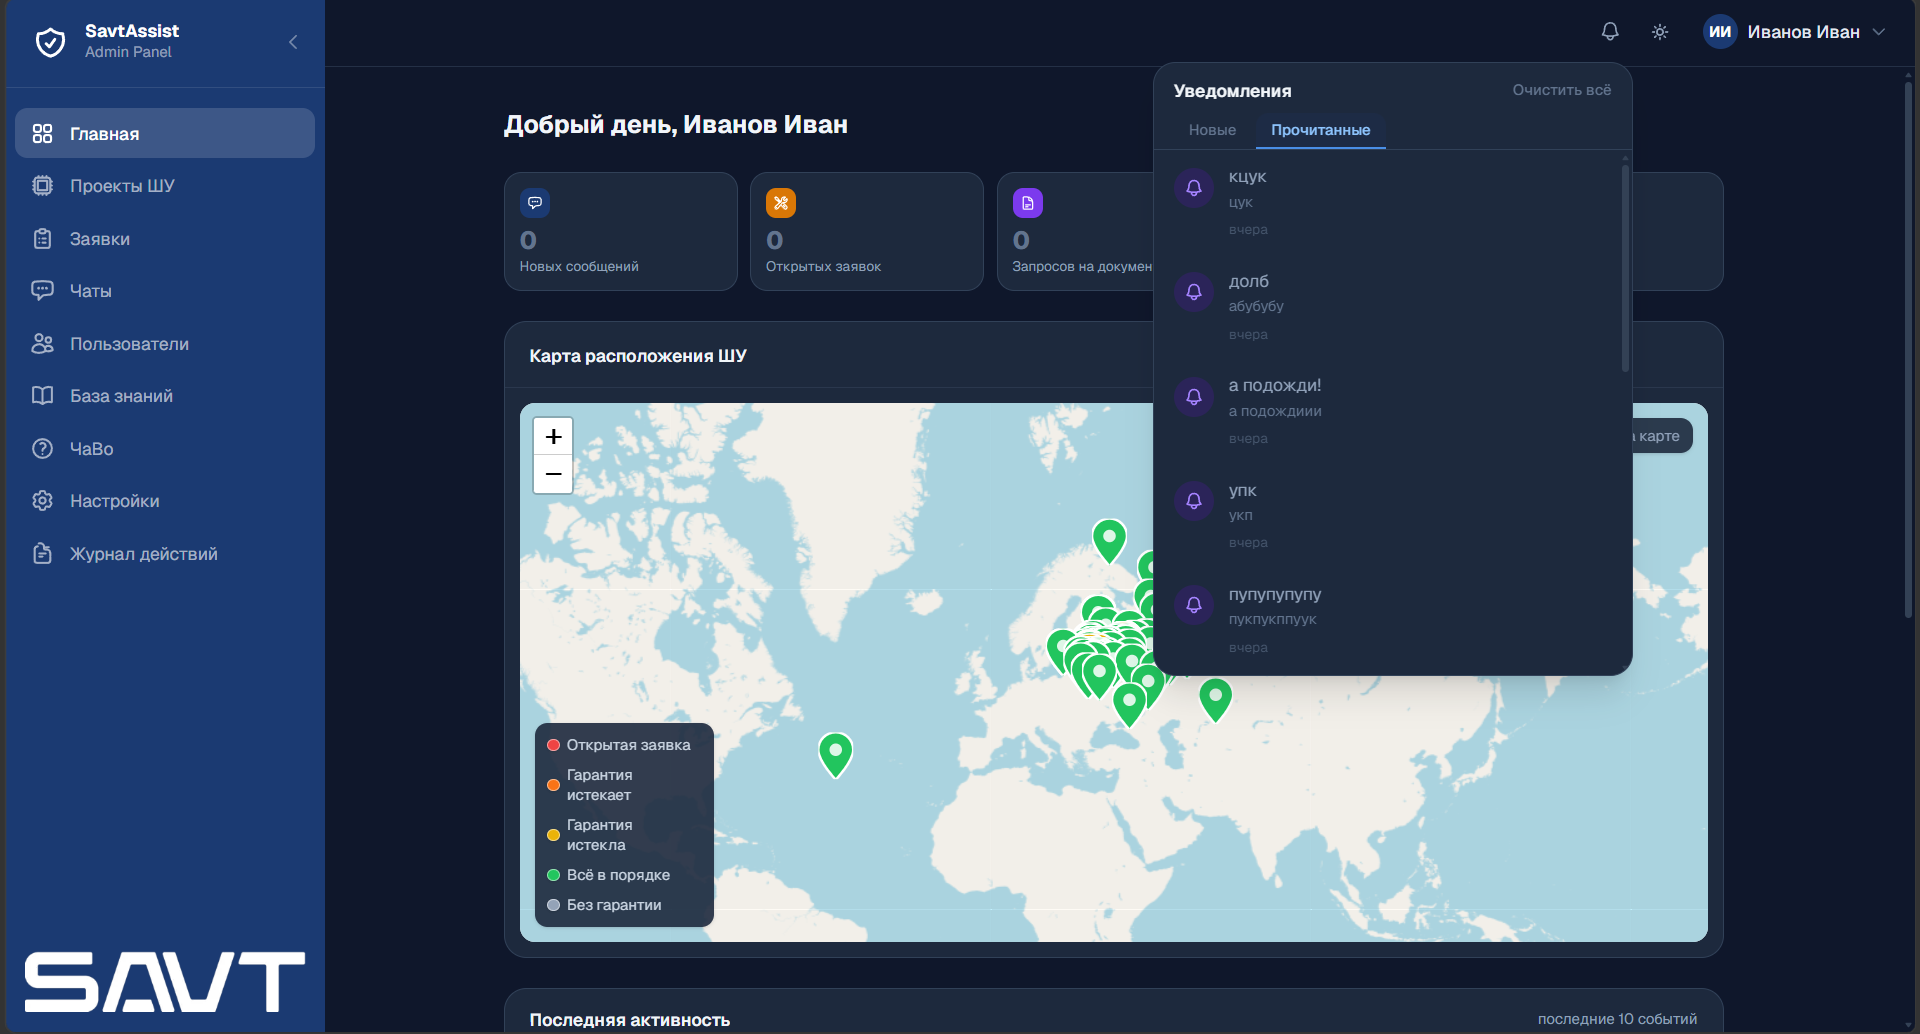 SavtAssist
Admin Panel
Главная
Проекты ШУ
Заявки
Чаты
Пользователи
База знаний
ЧаВо
Настройки
Журнал действий
SAVT
ИИ Иванов Иван
Добрый день, Иванов Иван
0
Новых сообщений
0
Открытых заявок
0
Запросов на докумен
Карта расположения ШУ
+
−
карте
Открытая заявка
Гарантия
истекает
Гарантия
истекла
Всё в порядке
Без гарантии
Уведомления
Очистить всё
Новые
Прочитанные
кцук
цук
вчера
долб
абубубу
вчера
а подожди!
а подождиии
вчера
упк
укп
вчера
пупупупупу
пукпукппуук
вчера
Последняя активность
последние 10 событий